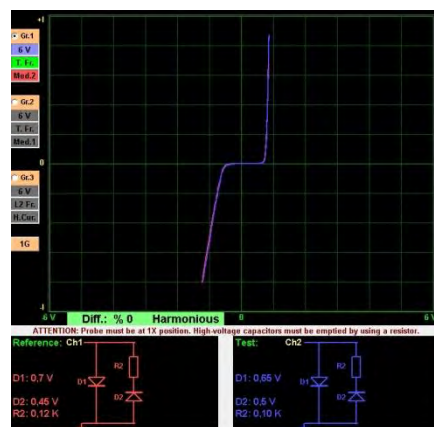 +I
Gr.1
6 V
T. Fr.
Med.2
Gr.2
6 V
T. Fr.
Med.1
0
Gr.3
6 V
L2 Fr.
H.Cur.
1G
-I
6 V
Diff.: % 0 Harmonious
0
6 V
ATTENTION: Probe must be at 1X position. High-voltage capacitors must be emptied by using a resistor.
Reference: Ch1
R2
D1: 0,7 V
D1
D2: 0,45 V
D2
R2: 0,12 K
Test: Ch2
R2
D1: 0,65 V
D1
D2: 0,5 V
D2
R2: 0,10 K